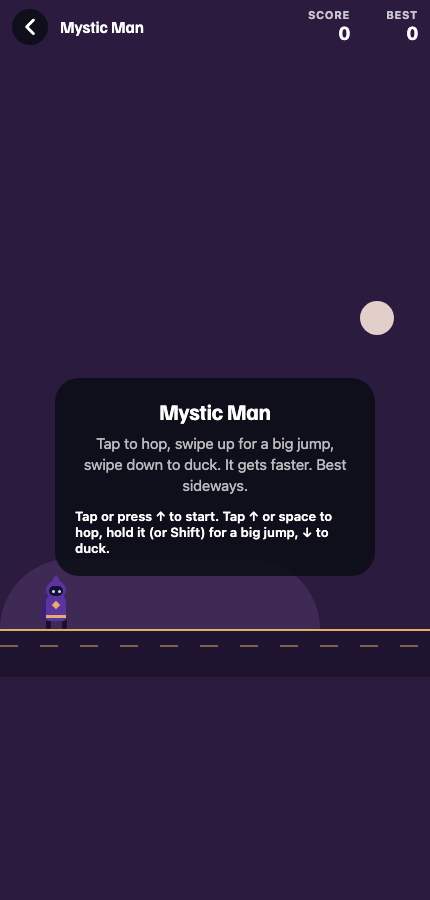 Mystic Man
SCORE
0
BEST
0
Mystic Man
Tap to hop, swipe up for a big jump,
swipe down to duck. It gets faster. Best
sideways.
Tap or press ↑ to start. Tap ↑ or space to
hop, hold it (or Shift) for a big jump, ↓ to
duck.